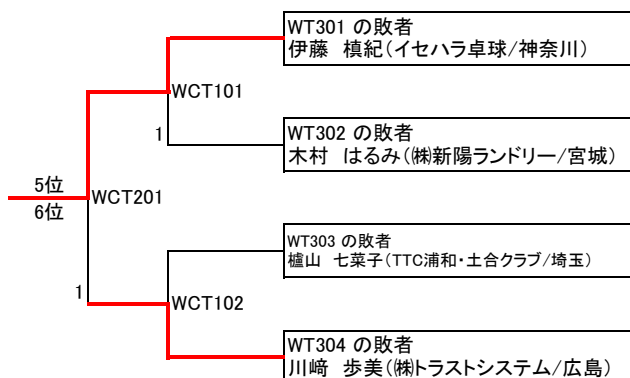 WT301 の敗者
伊藤　槙紀(イセハラ卓球/神奈川)
WCT101
1
WT302 の敗者
木村　はるみ(㈱新陽ランドリー/宮城)
5位
6位
WCT201
WT303 の敗者
櫨山　七菜子(TTC浦和・土合クラブ/埼玉)
1
WCT102
WT304 の敗者
川﨑　歩美(㈱トラストシステム/広島)